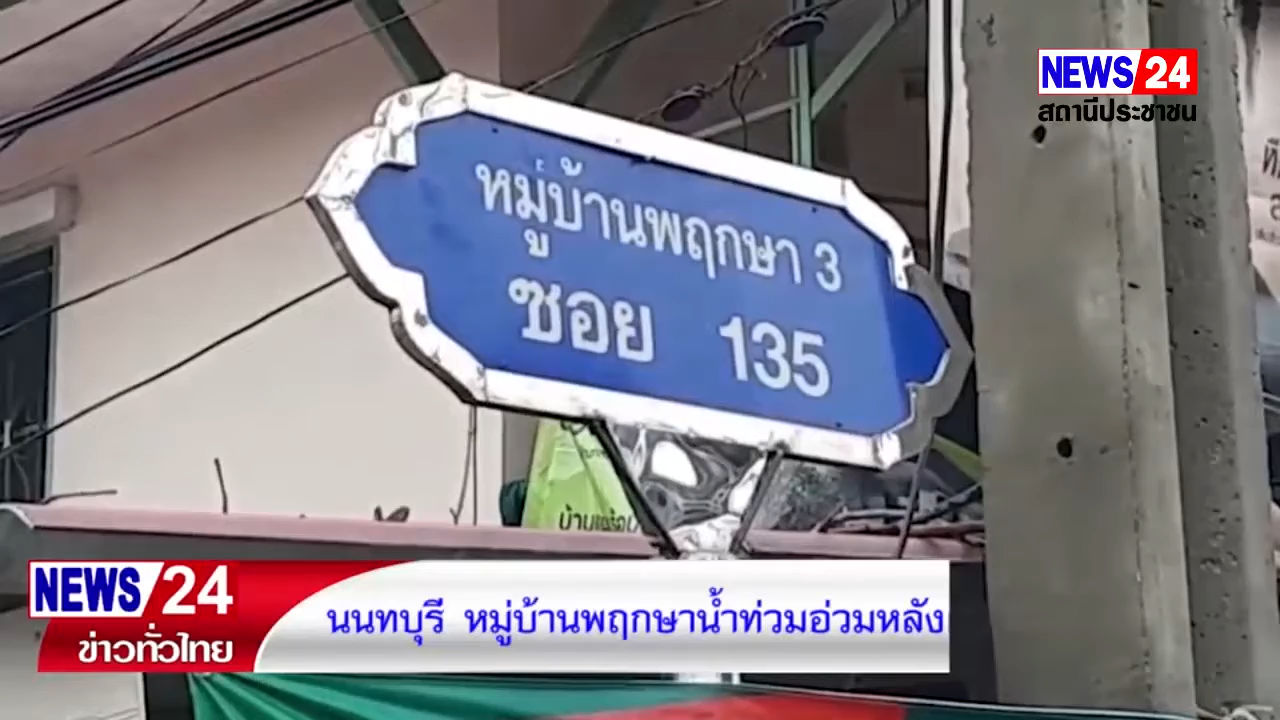 NEWS 24
สถานีประชาชน
หมู่บ้านพฤกษา 3
ซอย 135
NEWS 24
ข่าวทั่วไทย
นนทบุรี หมู่บ้านพฤกษาน้ำท่วมอ่วมหลัง